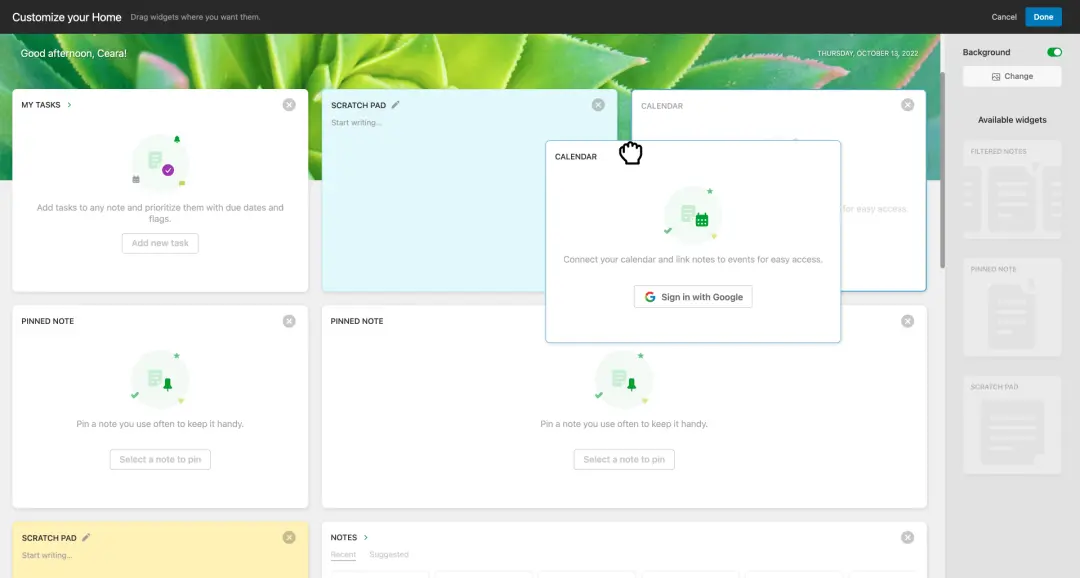 Customize your Home
Drag widgets where you want them.
Cancel
Done
Good afternoon, Ceara!
THURSDAY, OCTOBER 13, 2022
Background
Change
Available widgets
MY TASKS
Add tasks to any note and prioritize them with due dates and
flags.
Add new task
SCRATCH PAD
Start writing...
CALENDAR
for easy access.
CALENDAR
Connect your calendar and link notes to events for easy access.
Sign in with Google
FILTERED NOTES
PINNED NOTE
SCRATCH PAD
PINNED NOTE
Pin a note you use often to keep it handy.
Select a note to pin
PINNED NOTE
Pin a note you use often to keep it handy.
Select a note to pin
SCRATCH PAD
Start writing...
NOTES
Recent
Suggested